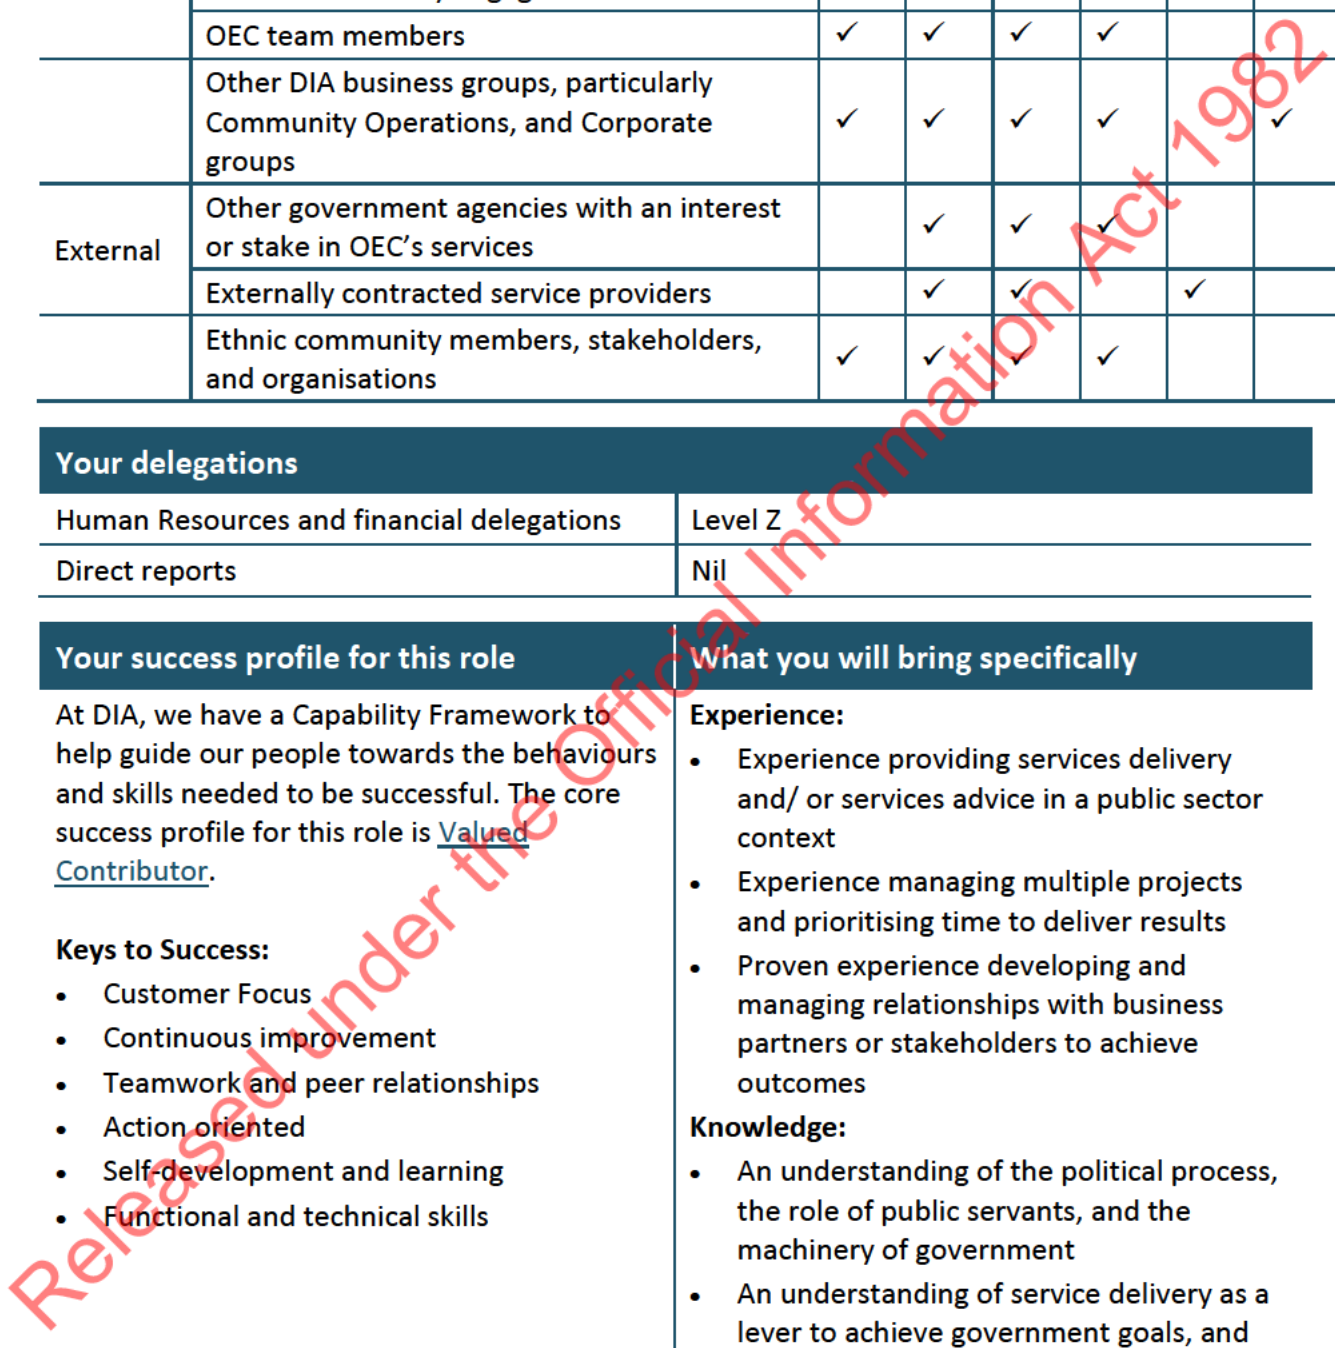 OEC team members ✓ ✓ ✓ ✓
Other DIA business groups, particularly
Community Operations, and Corporate ✓ ✓ ✓ ✓ ✓
groups
External
Other government agencies with an interest
or stake in OEC's services ✓ ✓ ✓
Externally contracted service providers ✓ ✓ ✓
Ethnic community members, stakeholders,
and organisations ✓ ✓ ✓ ✓
Your delegations
Human Resources and financial delegations Level Z
Direct reports Nil
Your success profile for this role
At DIA, we have a Capability Framework to
help guide our people towards the behaviours
and skills needed to be successful. The core
success profile for this role is Valued
Contributor.
Keys to Success:
• Customer Focus
• Continuous improvement
• Teamwork and peer relationships
• Action oriented
• Self-development and learning
• Functional and technical skills
What you will bring specifically
Experience:
• Experience providing services delivery
and/ or services advice in a public sector
context
• Experience managing multiple projects
and prioritising time to deliver results
• Proven experience developing and
managing relationships with business
partners or stakeholders to achieve
outcomes
Knowledge:
• An understanding of the political process,
the role of public servants, and the
machinery of government
• An understanding of service delivery as a
lever to achieve government goals, and
Released under the Official Information Act 1982